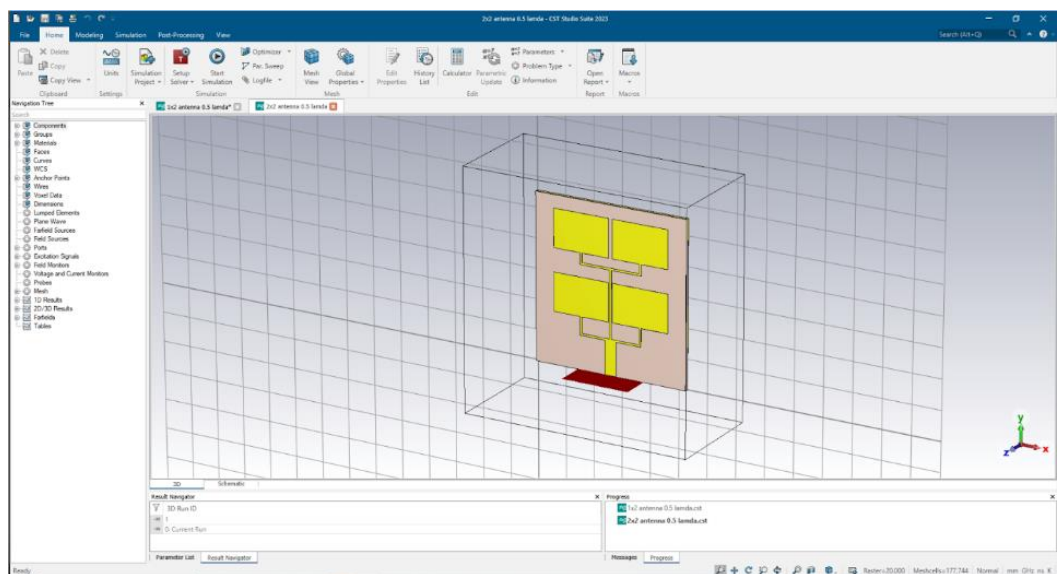 2x2 antenna 0.5 lamda - CST Studio Suite 2023
File Home Modeling Simulation Post-Processing View Search (Alt+Q)
Paste
Delete
Copy
Copy View
Clipboard
Units
Settings
Simulation Project
Setup Solver
Start Simulation
Optimizer
Par. Sweep
Logfile
Simulation
Mesh View
Global Properties
Mesh
Edit Properties
History List
Calculator
Parametric Update
Parameters
Problem Type
Information
Edit
Open Report
Report
Macros
Macros
Navigation Tree
Search
Components
Groups
Materials
Faces
Curves
WCS
Anchor Points
Wires
Voxel Data
Dimensions
Lumped Elements
Plane Wave
Farfield Sources
Field Sources
Ports
Excitation Signals
Field Monitors
Voltage and Current Monitors
Probes
Mesh
1D Results
2D/3D Results
Farfields
Tables
1x2 antenna 0.5 lamda*
2x2 antenna 0.5 lamda
y
z
x
3D Schematic
Result Navigator
3D Run ID
1
0: Current Run
Parameter List Result Navigator
Progress
1x2 antenna 0.5 lamda.cst
2x2 antenna 0.5 lamda.cst
Messages Progress
Ready
Raster=20.000 Meshcells=177,744 Normal mm GHz ns K